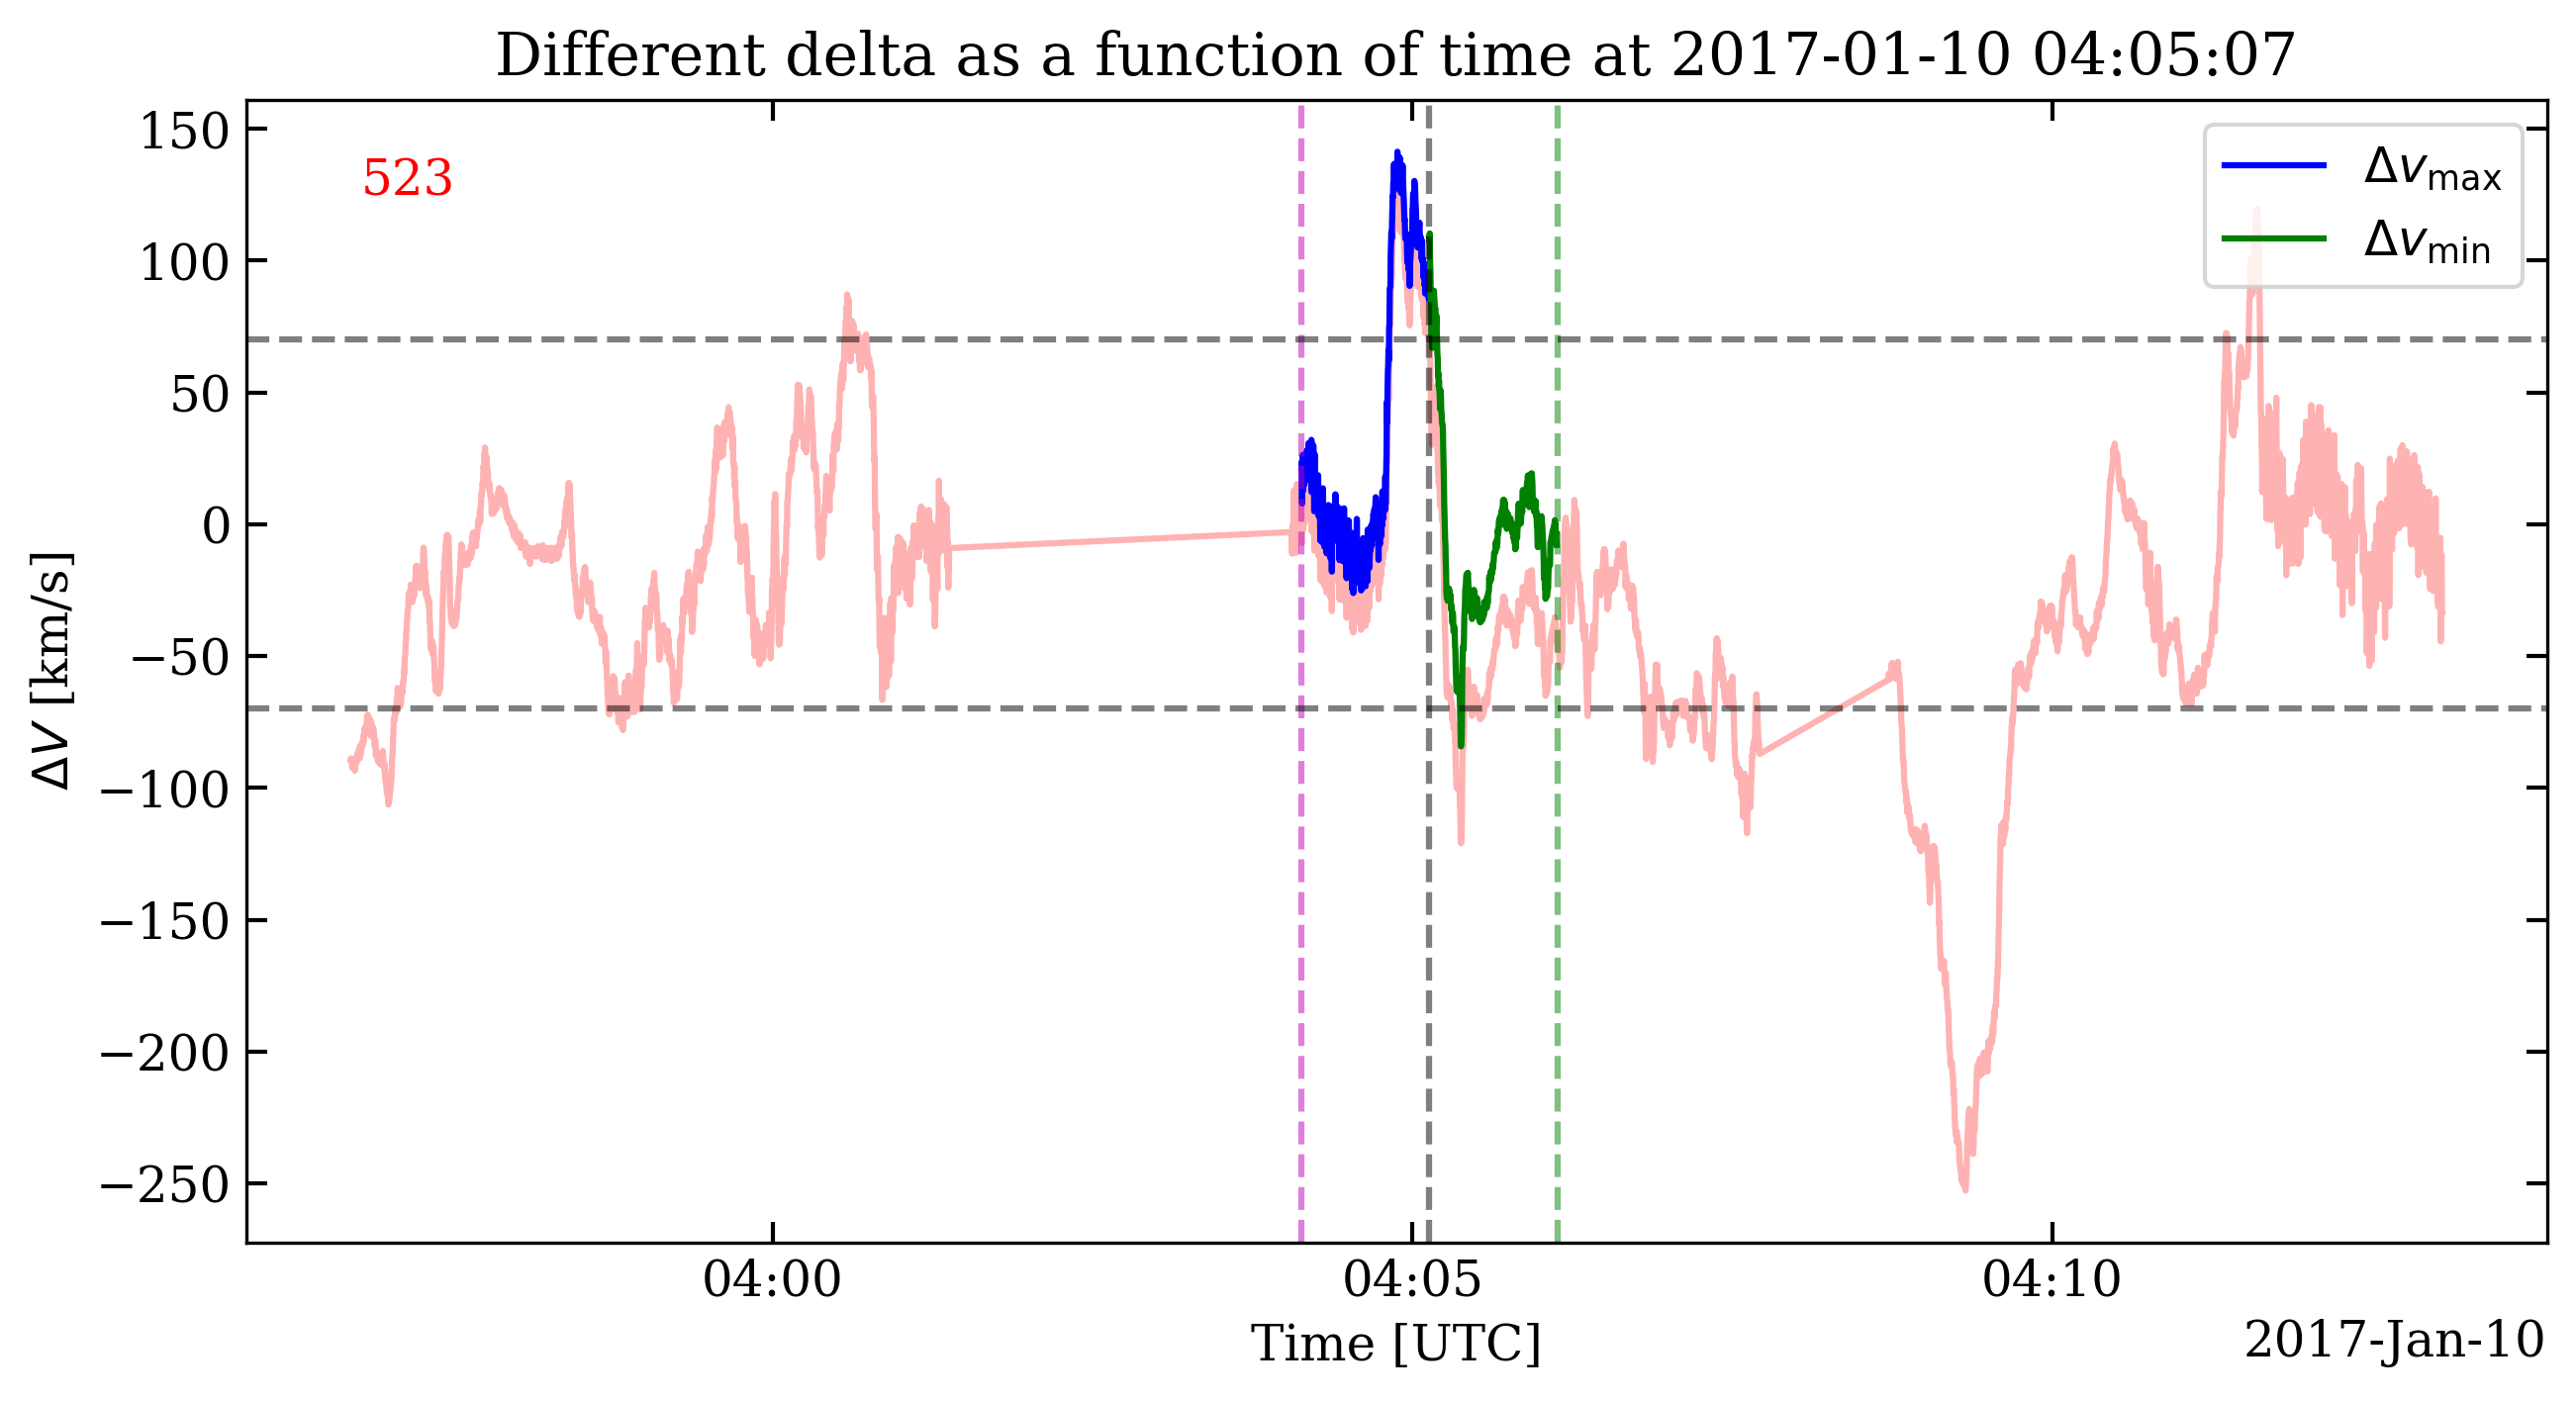 Different delta as a function of time at 2017-01-10 04:05:07
150
100
50
0
−50
−100
−150
−200
−250
ΔV [km/s]
523
Δvmax
Δvmin
04:00
04:05
04:10
Time [UTC]
2017-Jan-10